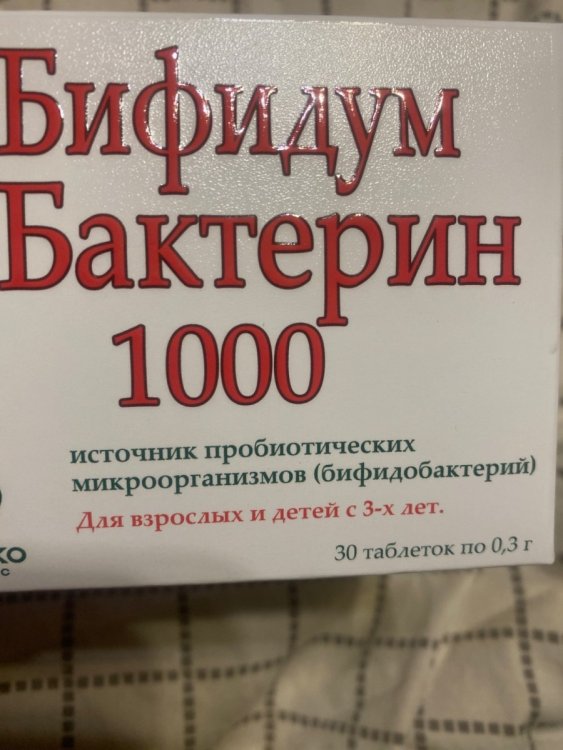 Бифидум
Бактерин
1000
источник пробиотических
микроорганизмов (бифидобактерий)
Для взрослых и детей с 3-х лет.
30 таблеток по 0,3 г